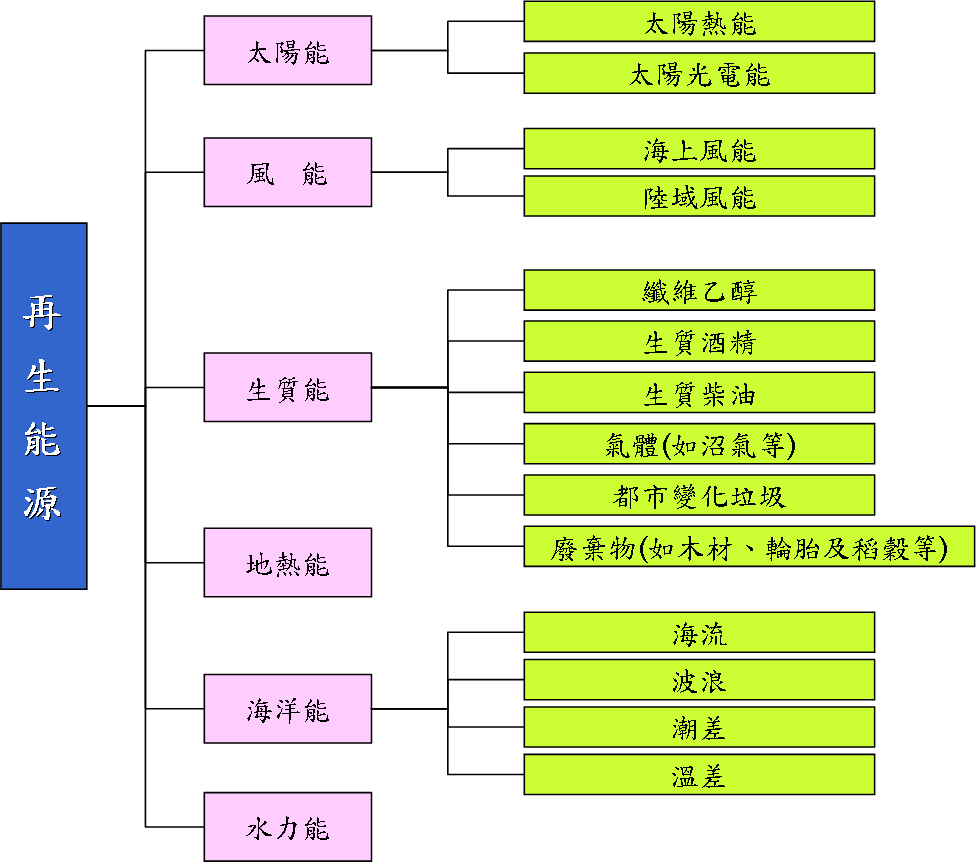 再生能源
太陽能
太陽熱能
太陽光電能
風 能
海上風能
陸域風能
生質能
纖維乙醇
生質酒精
生質柴油
氣體(如沼氣等)
都市變化垃圾
廢棄物(如木材、輪胎及稻穀等)
地熱能
海洋能
海流
波浪
潮差
溫差
水力能